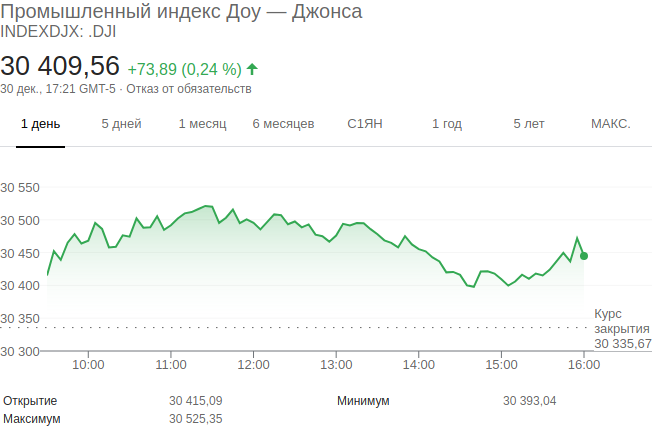 Промышленный индекс Доу — Джонса
INDEXDJX: .DJI
30 409,56 +73,89 (0,24 %)
30 дек., 17:21 GMT-5 · Отказ от обязательств
1 день 5 дней 1 месяц 6 месяцев С1ЯН 1 год 5 лет МАКС.
30 550
30 500
30 450
30 400
30 350
Курс
закрытия
30 335,67
30 300
10:00 11:00 12:00 13:00 14:00 15:00 16:00
Открытие 30 415,09 Минимум 30 393,04
Максимум 30 525,35